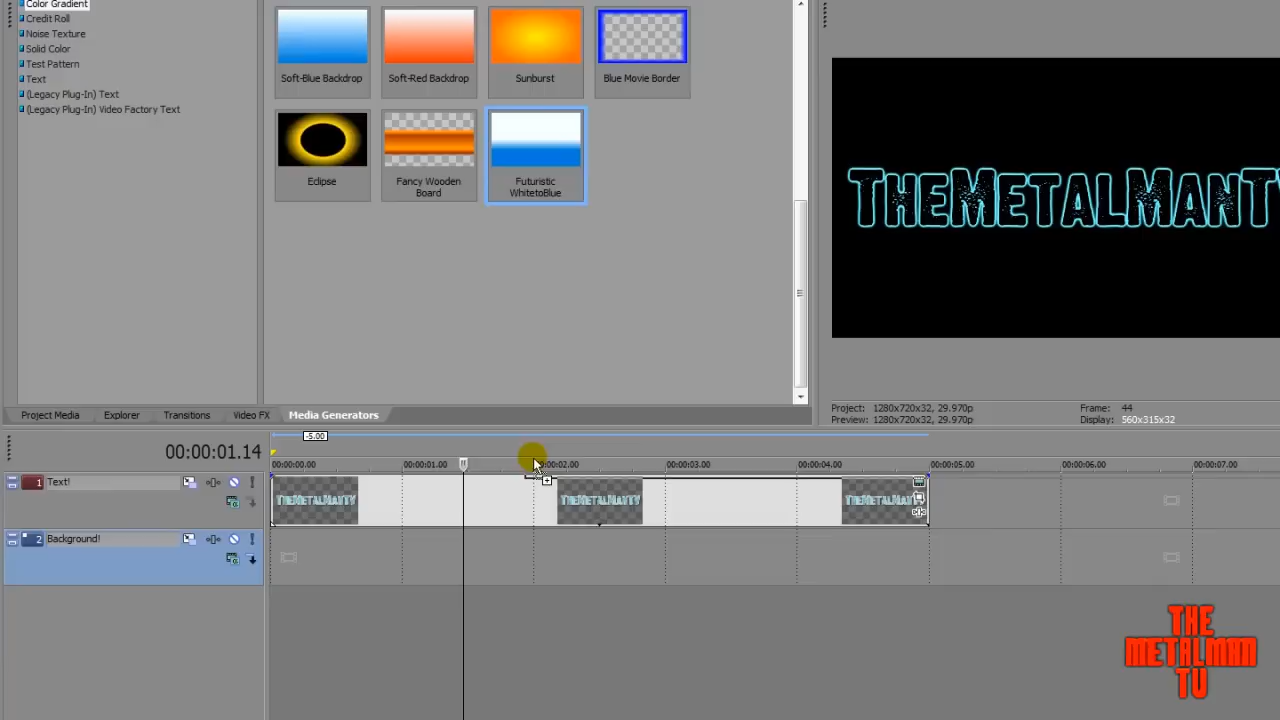 Color Gradient
Credit Roll
Noise Texture
Solid Color
Test Pattern
Text
(Legacy Plug-In) Text
(Legacy Plug-In) Video Factory Text
Soft-Blue Backdrop
Soft-Red Backdrop
Sunburst
Blue Movie Border
Eclipse
Fancy Wooden
Board
Futuristic
WhitetoBlue
THEMETALMANT
Project Media
Explorer
Transitions
Video FX
Media Generators
Project: 1280x720x32, 29.970p
Preview: 1280x720x32, 29.970p
Frame: 44
Display: 560x315x32
00:00:01.14
-5.00
00:00:00.00
00:00:01.00
00:00:02.00
00:00:03.00
00:00:04.00
00:00:05.00
00:00:06.00
00:00:07.00
1
Text!
THEMETALMANTV
THEMETALMANTV
2
Background!
THE
METALMAN
TV